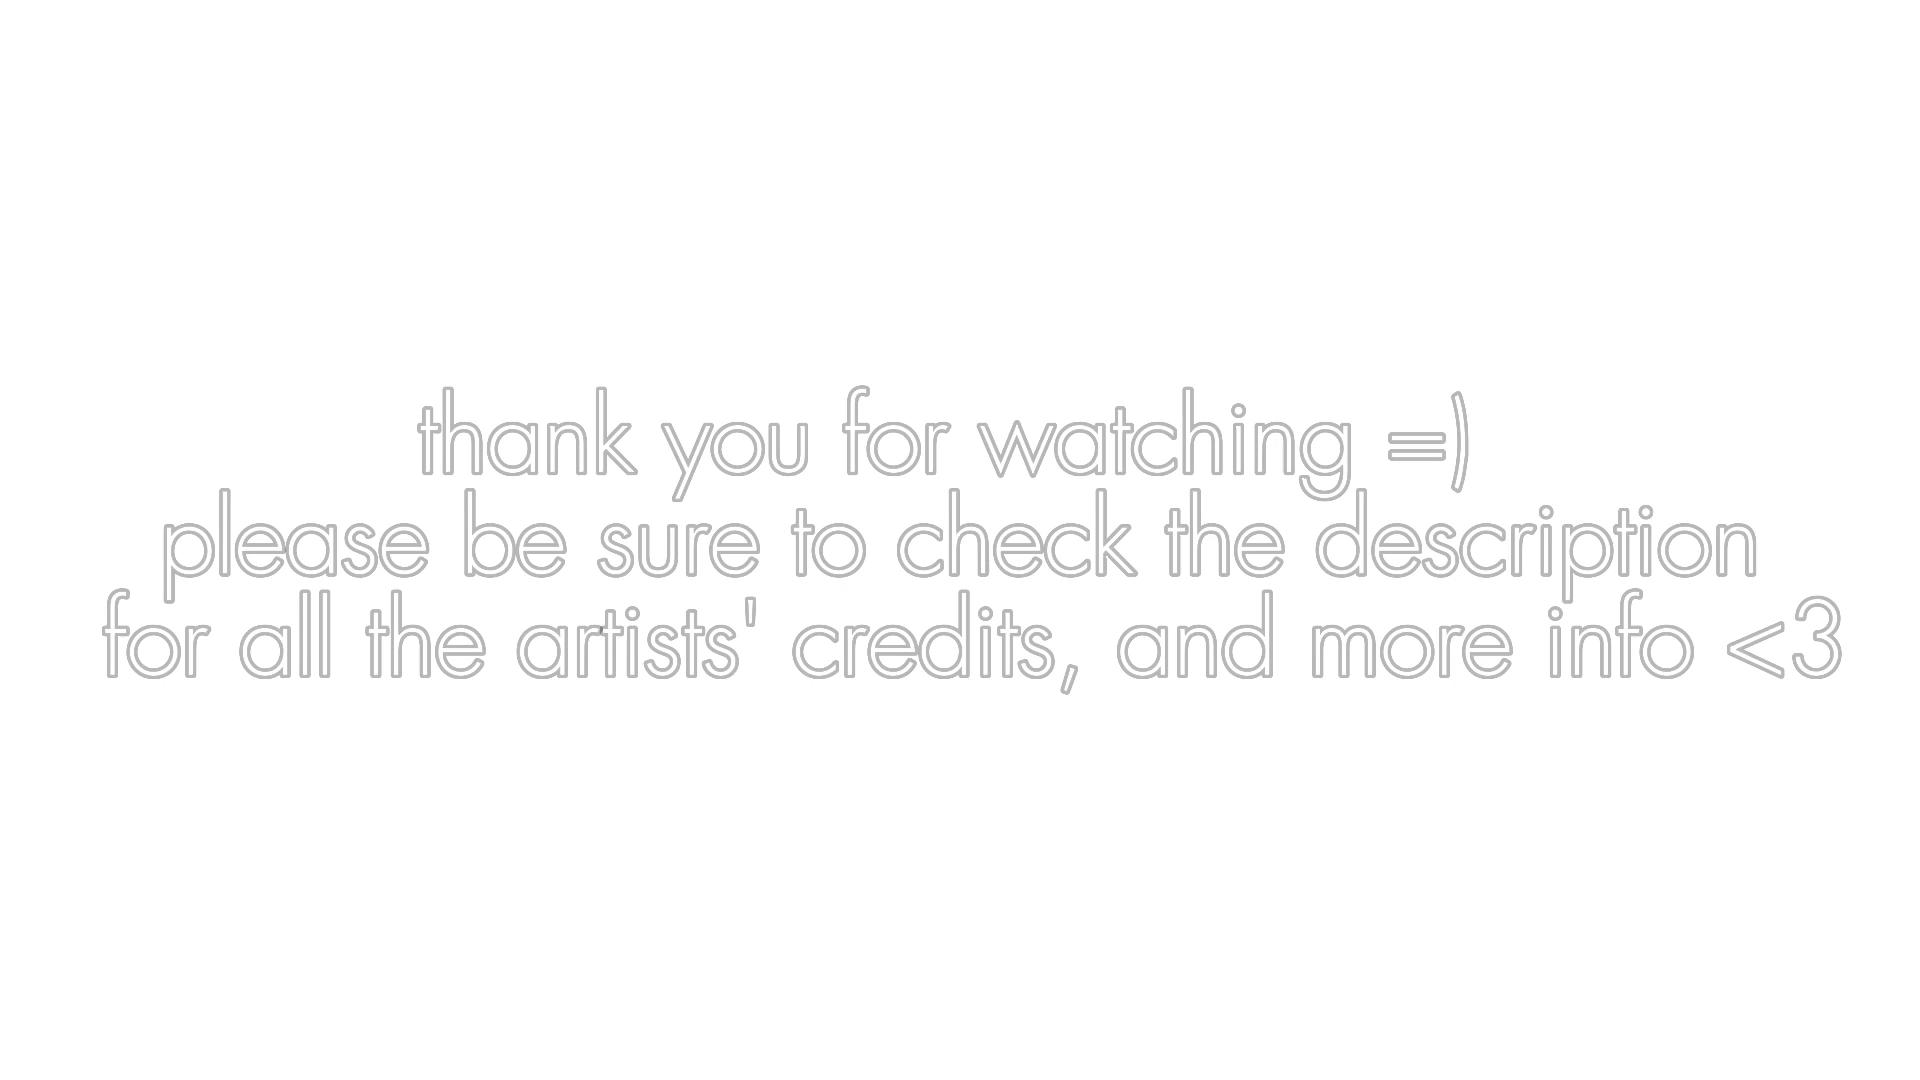 thank you for watching =)
please be sure to check the description
for all the artists' credits, and more info <3